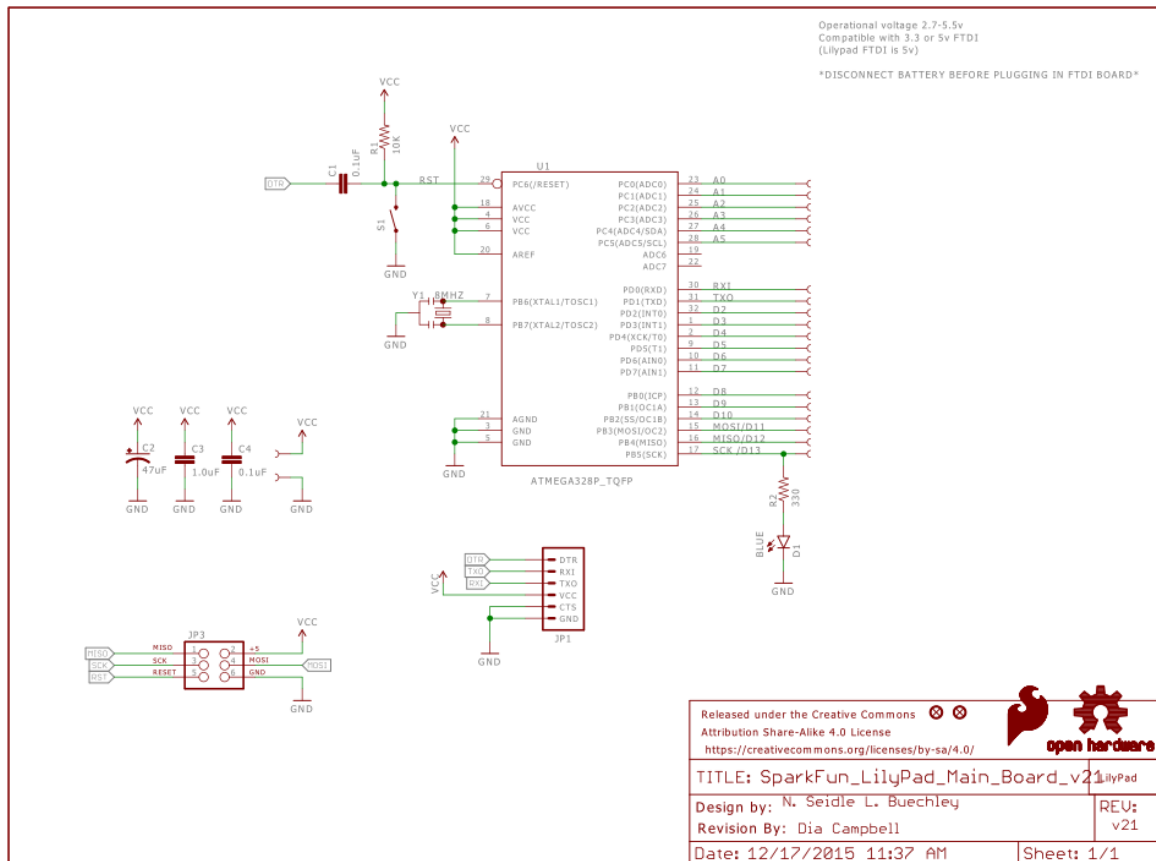 Operational voltage 2.7-5.5v
Compatible with 3.3 or 5v FTDI
(Lilypad FTDI is 5v)
*DISCONNECT BATTERY BEFORE PLUGGING IN FTDI BOARD*
VCC
R1
10K
VCC
C1
0.1uF
DTR
RST
S1
GND
U1
29 PC6(/RESET)
18 AVCC
4 VCC
6 VCC
20 AREF
7 PB6(XTAL1/TOSC1)
8 PB7(XTAL2/TOSC2)
21 AGND
3 GND
5 GND
GND
Y1 8MHZ
GND
PC0(ADC0) 23 A0
PC1(ADC1) 24 A1
PC2(ADC2) 25 A2
PC3(ADC3) 26 A3
PC4(ADC4/SDA) 27 A4
PC5(ADC5/SCL) 28 A5
ADC6 19
ADC7 22
PD0(RXD) 30 RXI
PD1(TXD) 31 TXO
PD2(INT0) 32 D2
PD3(INT1) 1 D3
PD4(XCK/T0) 2 D4
PD5(T1) 9 D5
PD6(AIN0) 10 D6
PD7(AIN1) 11 D7
PB0(ICP) 12 D8
PB1(OC1A) 13 D9
PB2(SS/OC1B) 14 D10
PB3(MOSI/OC2) 15 MOSI/D11
PB4(MISO) 16 MISO/D12
PB5(SCK) 17 SCK/D13
ATMEGA328P_TQFP
R2
330
BLUE
D1
GND
VCC VCC VCC VCC
C2 C3 C4
47uF 1.0uF 0.1uF
GND GND GND GND
DTR DTR
TXO RXI
RXI TXO
VCC VCC
CTS
GND
JP1
GND
JP3
VCC
MISO MISO 1 2 +5
SCK SCK 3 4 MOSI MOSI
RST RESET 5 6 GND
GND
Released under the Creative Commons
Attribution Share-Alike 4.0 License
https://creativecommons.org/licenses/by-sa/4.0/
open hardware
TITLE: SparkFun_LilyPad_Main_Board_v21
LilyPad
Design by: N. Seidle L. Buechley
REV:
v21
Revision By: Dia Campbell
Date: 12/17/2015 11:37 AM
Sheet: 1/1